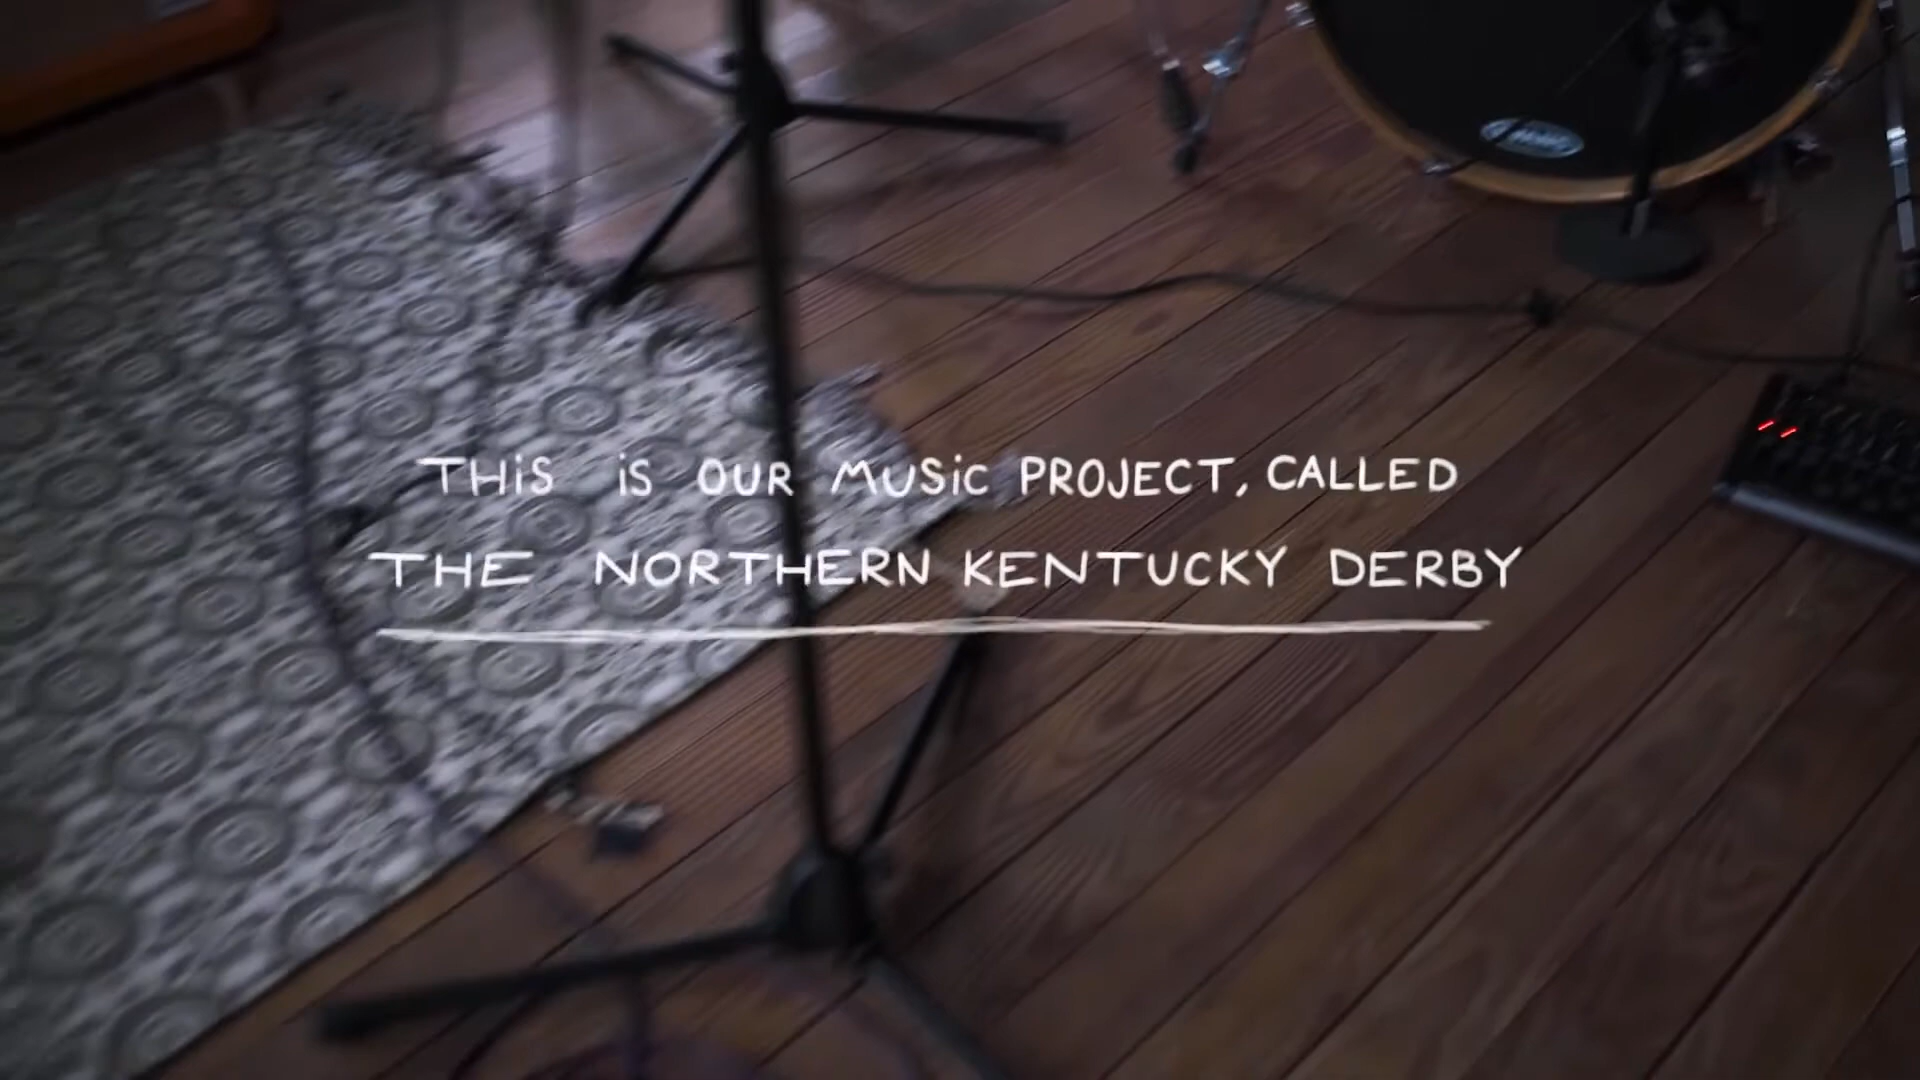 THiS iS OUR MUSiC PROJECT, CALLED
THE NORTHERN KENTUCKY DERBY